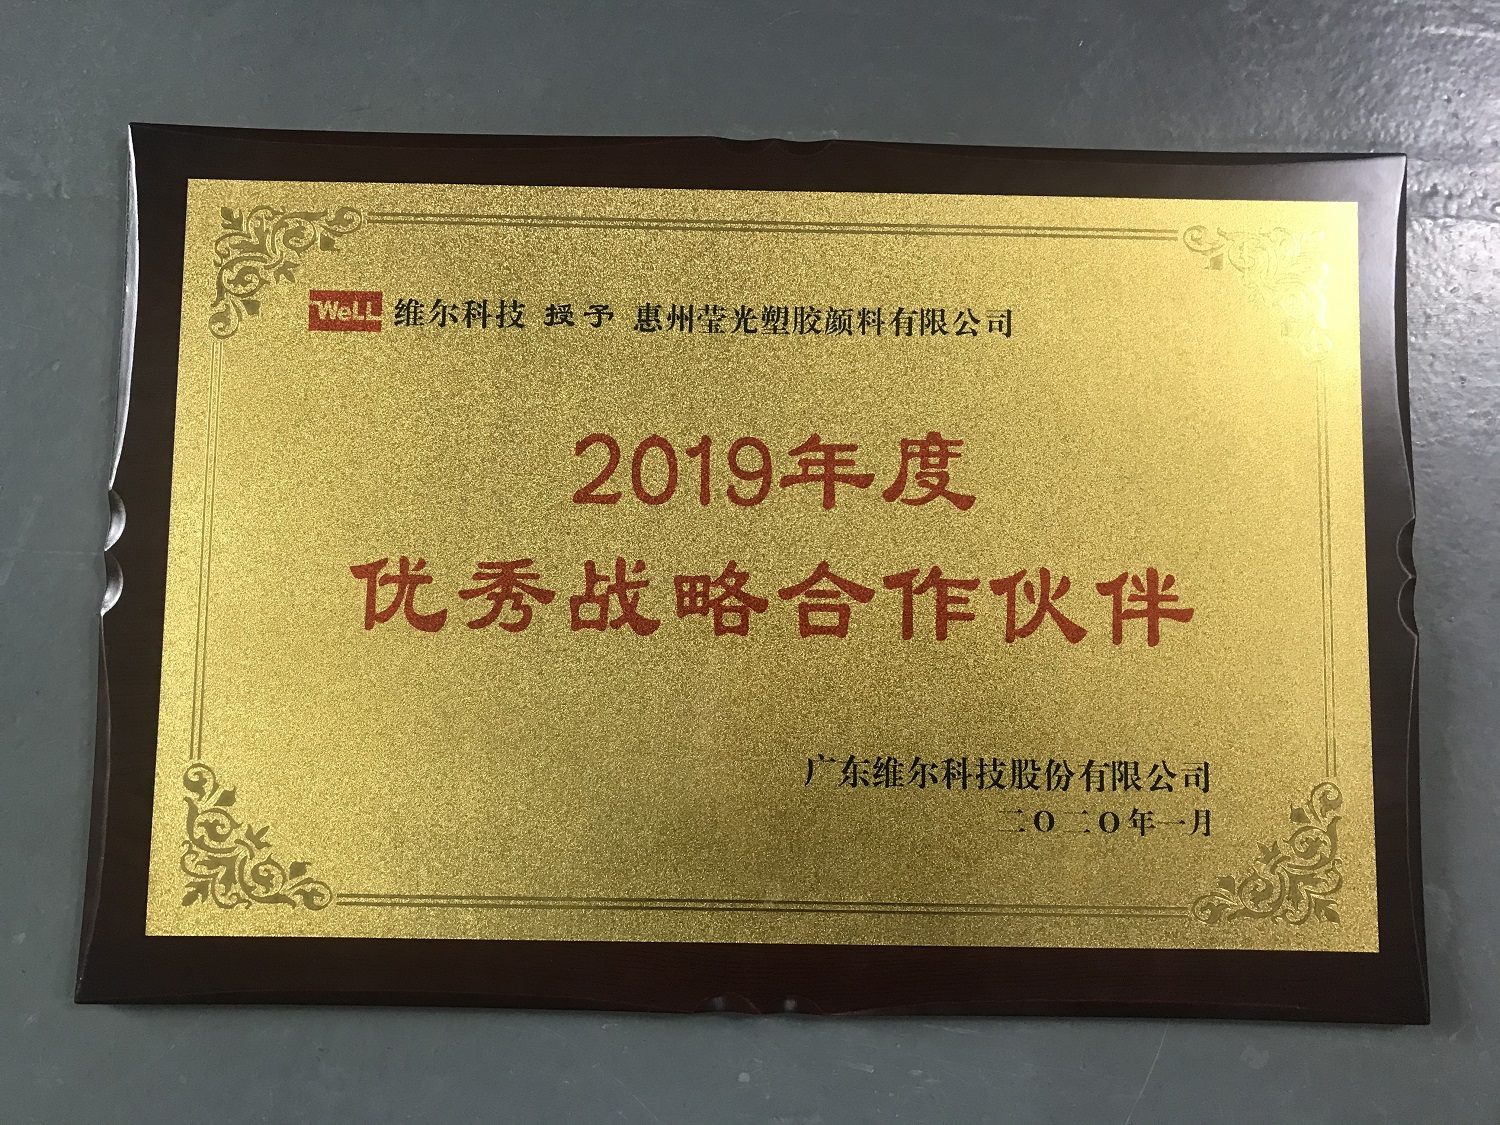 WeLL 维尔科技 授予 惠州莹光塑胶颜料有限公司
2019年度
优秀战略合作伙伴
广东维尔科技股份有限公司
二〇二〇年一月